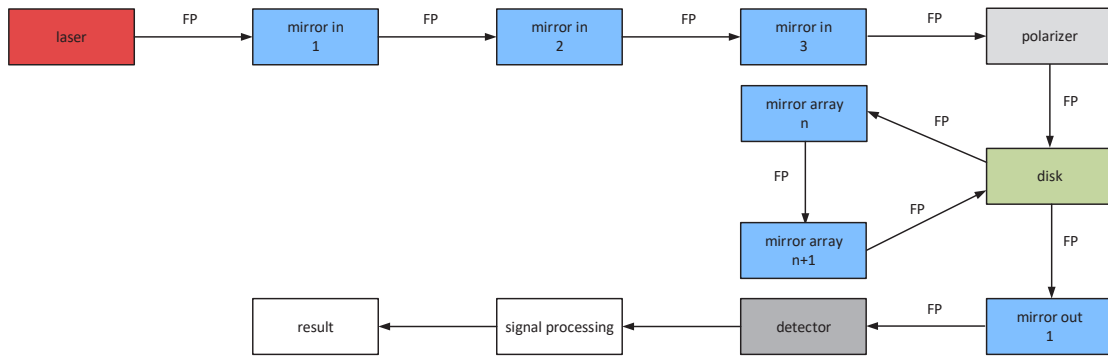 FP
FP
FP
FP
laser
mirror in
1
mirror in
2
mirror in
3
polarizer
FP
mirror array
n
FP
disk
FP
FP
mirror array
n+1
FP
result
signal processing
detector
FP
mirror out
1